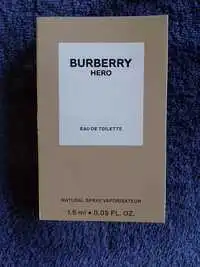 BURBERRY
HERO
EAU DE TOILETTE
NATURAL SPRAY VAPORISATEUR
1.5 ml • 0.05 FL. OZ.